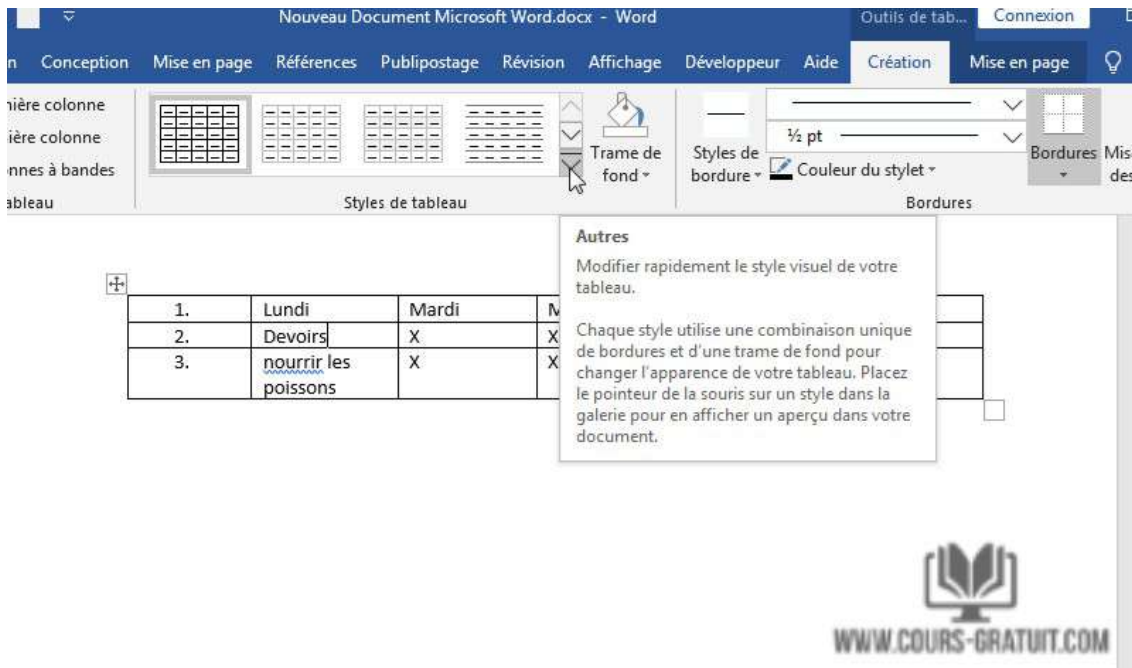 Nouveau Document Microsoft Word.docx - Word Outils de tab... Connexion
n Conception Mise en page Références Publipostage Révision Affichage Développeur Aide Création Mise en page
nière colonne
ière colonne
nnes à bandes
ableau
Styles de tableau
Trame de
fond
Styles de
bordure
½ pt
Couleur du stylet
Bordures
Mis
des
Bordures
Autres
Modifier rapidement le style visuel de votre
tableau.
Chaque style utilise une combinaison unique
de bordures et d'une trame de fond pour
changer l'apparence de votre tableau. Placez
le pointeur de la souris sur un style dans la
galerie pour en afficher un aperçu dans votre
document.
1. Lundi Mardi M
2. Devoirs X X
3. nourrir les X X
poissons
WWW.COURS-GRATUIT.COM